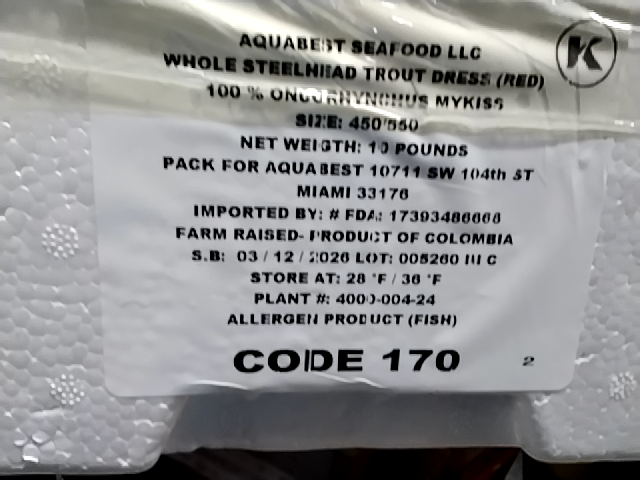 AQUABEST SEAFOOD LLC
K
WHOLE STEELHEAD TROUT DRESS (RED)
100 % ONCORHYNCHUS MYKISS
SIZE: 450/550
NET WEIGTH: 10 POUNDS
PACK FOR AQUABEST 10711 SW 104th ST
MIAMI 33176
IMPORTED BY: # FDA: 17393486668
FARM RAISED- PRODUCT OF COLOMBIA
S.B: 03 / 12 / 2026 LOT: 005260 III C
STORE AT: 28 °F / 36 °F
PLANT #: 4000-004-24
ALLERGEN PRODUCT (FISH)
CODE 170 2